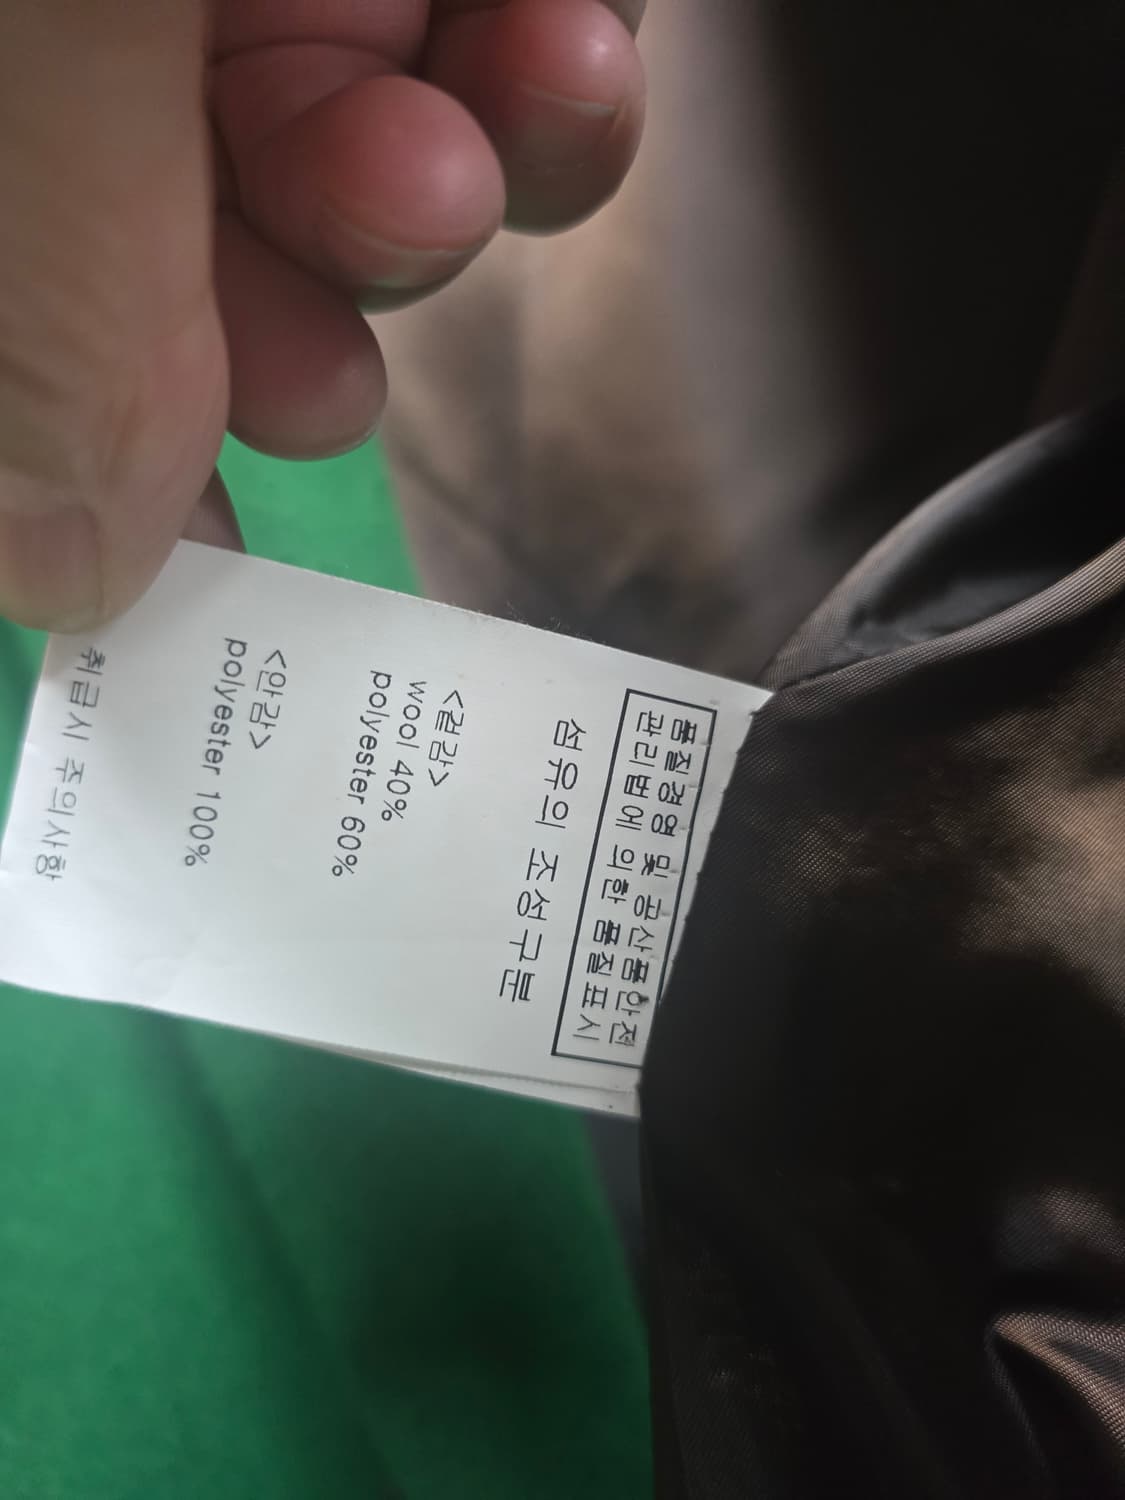 품질경영 및 공산품안전
관리법에 의한 품질표시
섬유의 조성구분
<겉감>
wool 40%
polyester 60%
<안감>
polyester 100%
취급시 주의사항